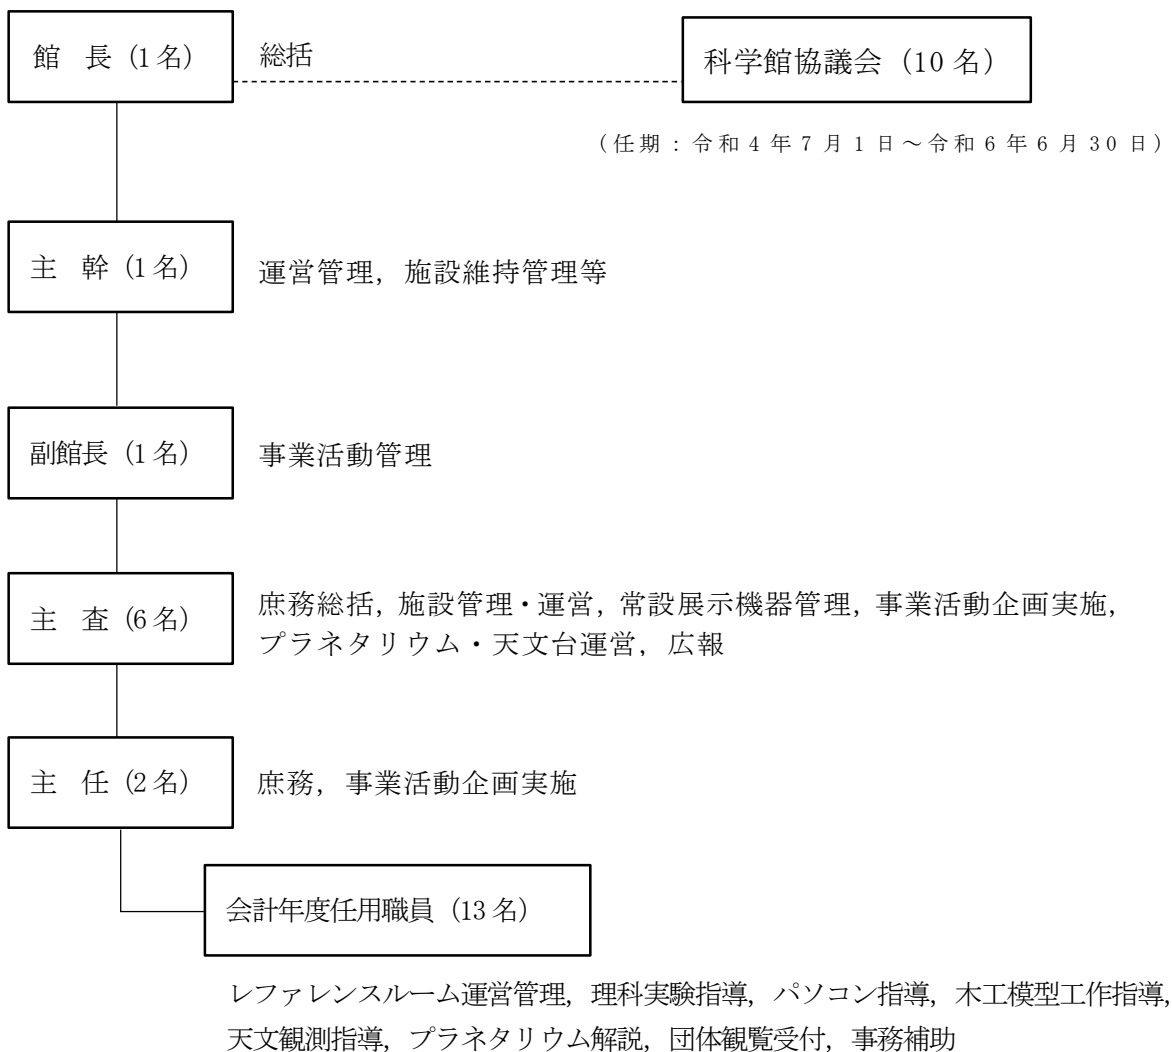 館 長 (1名) 総括 科学館協議会 (10名)
(任期:令和4年7月1日~令和6年6月30日)
主 幹 (1名) 運営管理, 施設維持管理等
副館長 (1名) 事業活動管理
主 査 (6名) 庶務総括, 施設管理・運営, 常設展示機器管理, 事業活動企画実施,
プラネタリウム・天文台運営, 広報
主 任 (2名) 庶務, 事業活動企画実施
会計年度任用職員 (13名)
レファレンスルーム運営管理, 理科実験指導, パソコン指導, 木工模型工作指導,
天文観測指導, プラネタリウム解説, 団体観覧受付, 事務補助